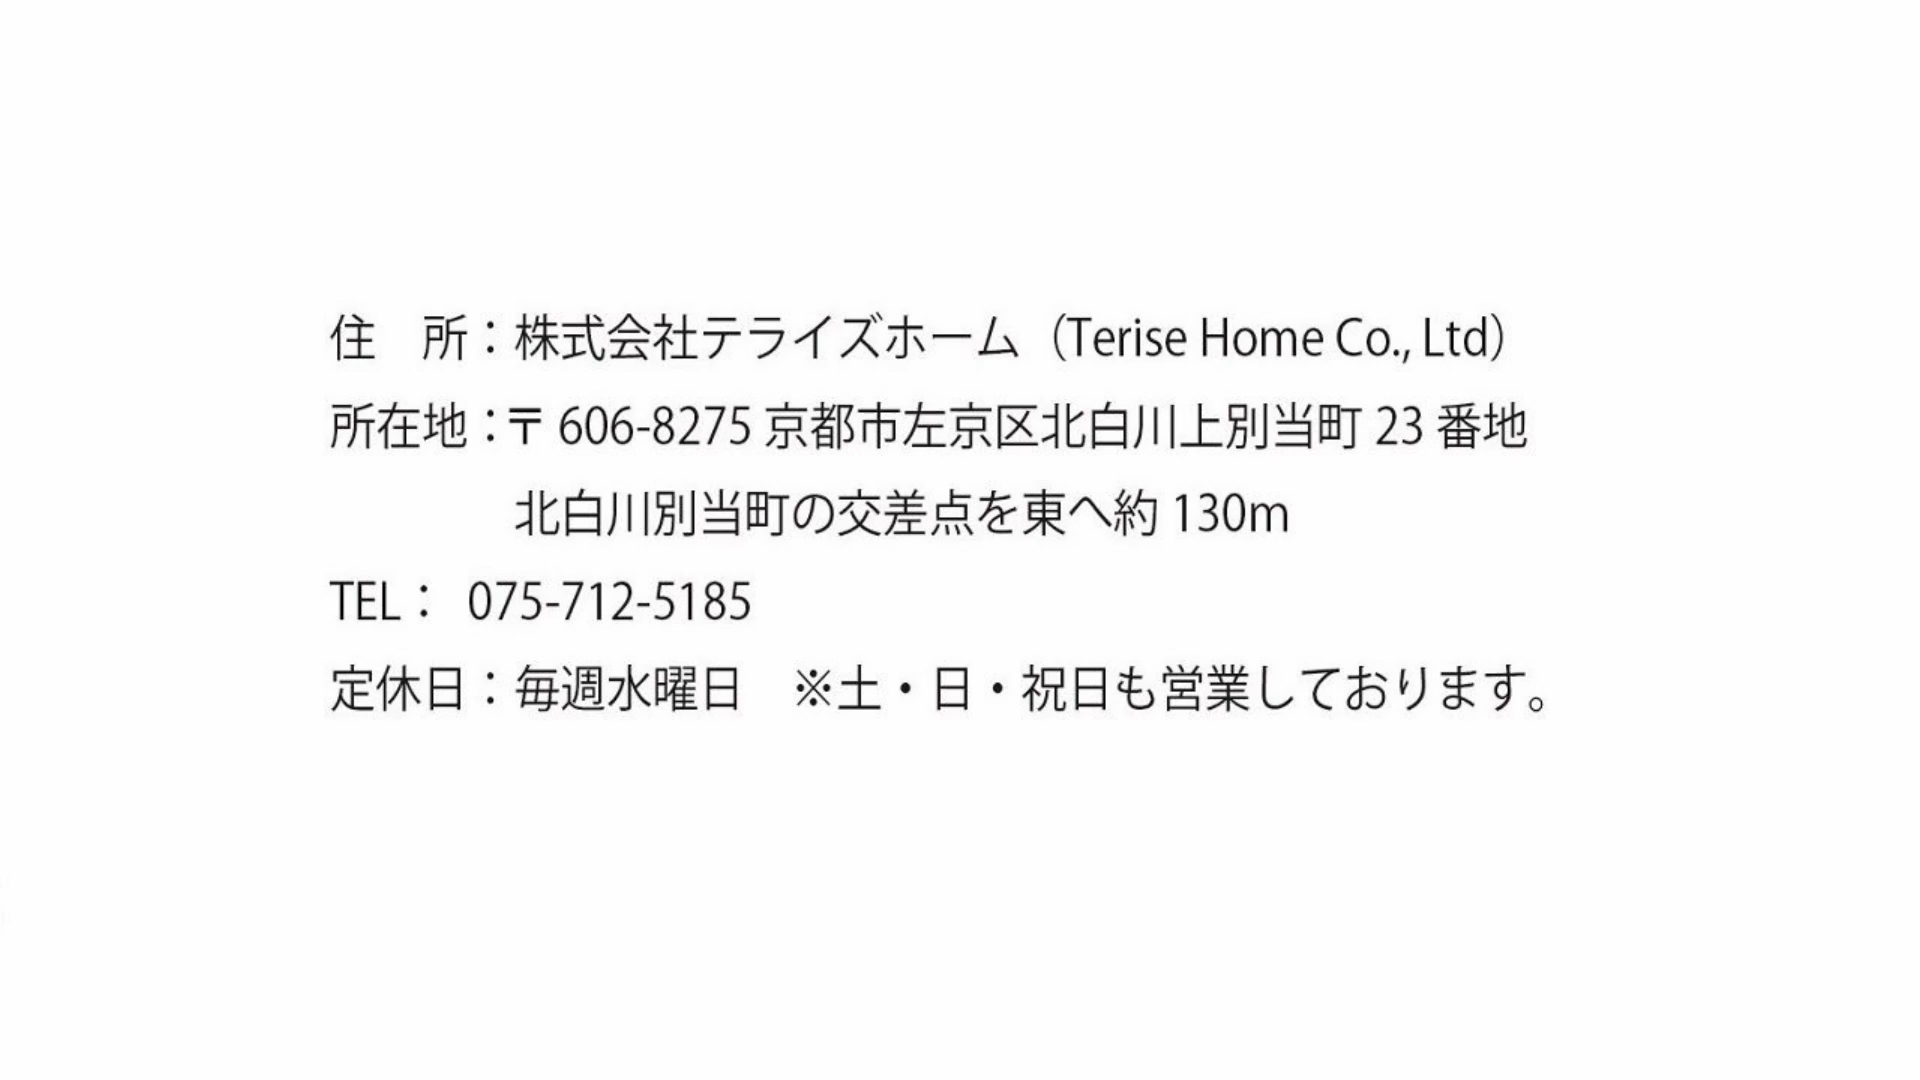 住　所：株式会社テライズホーム（Terise Home Co., Ltd）
所在地：〒 606-8275 京都市左京区北白川上別当町 23 番地
北白川別当町の交差点を東へ約 130m
TEL： 075-712-5185
定休日：毎週水曜日　※土・日・祝日も営業しております。